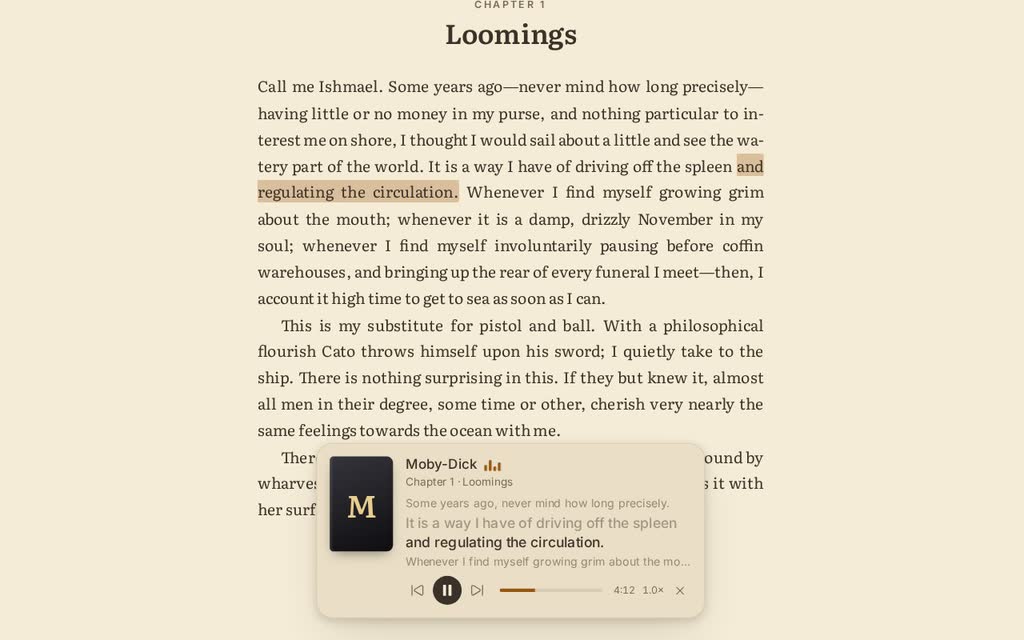 CHAPTER 1
Loomings
Call me Ishmael. Some years ago—never mind how long precisely—
having little or no money in my purse, and nothing particular to in-
terest me on shore, I thought I would sail about a little and see the wa-
tery part of the world. It is a way I have of driving off the spleen and
regulating the circulation. Whenever I find myself growing grim
about the mouth; whenever it is a damp, drizzly November in my
soul; whenever I find myself involuntarily pausing before coffin
warehouses, and bringing up the rear of every funeral I meet—then, I
account it high time to get to sea as soon as I can.
This is my substitute for pistol and ball. With a philosophical
flourish Cato throws himself upon his sword; I quietly take to the
ship. There is nothing surprising in this. If they but knew it, almost
all men in their degree, some time or other, cherish very nearly the
same feelings towards the ocean with me.
by
wharves
it with
her surf
Moby-Dick
Chapter 1 · Loomings
M
Some years ago, never mind how long precisely.
It is a way I have of driving off the spleen
and regulating the circulation.
Whenever I find myself growing grim about the mo...
4:12 1.0×